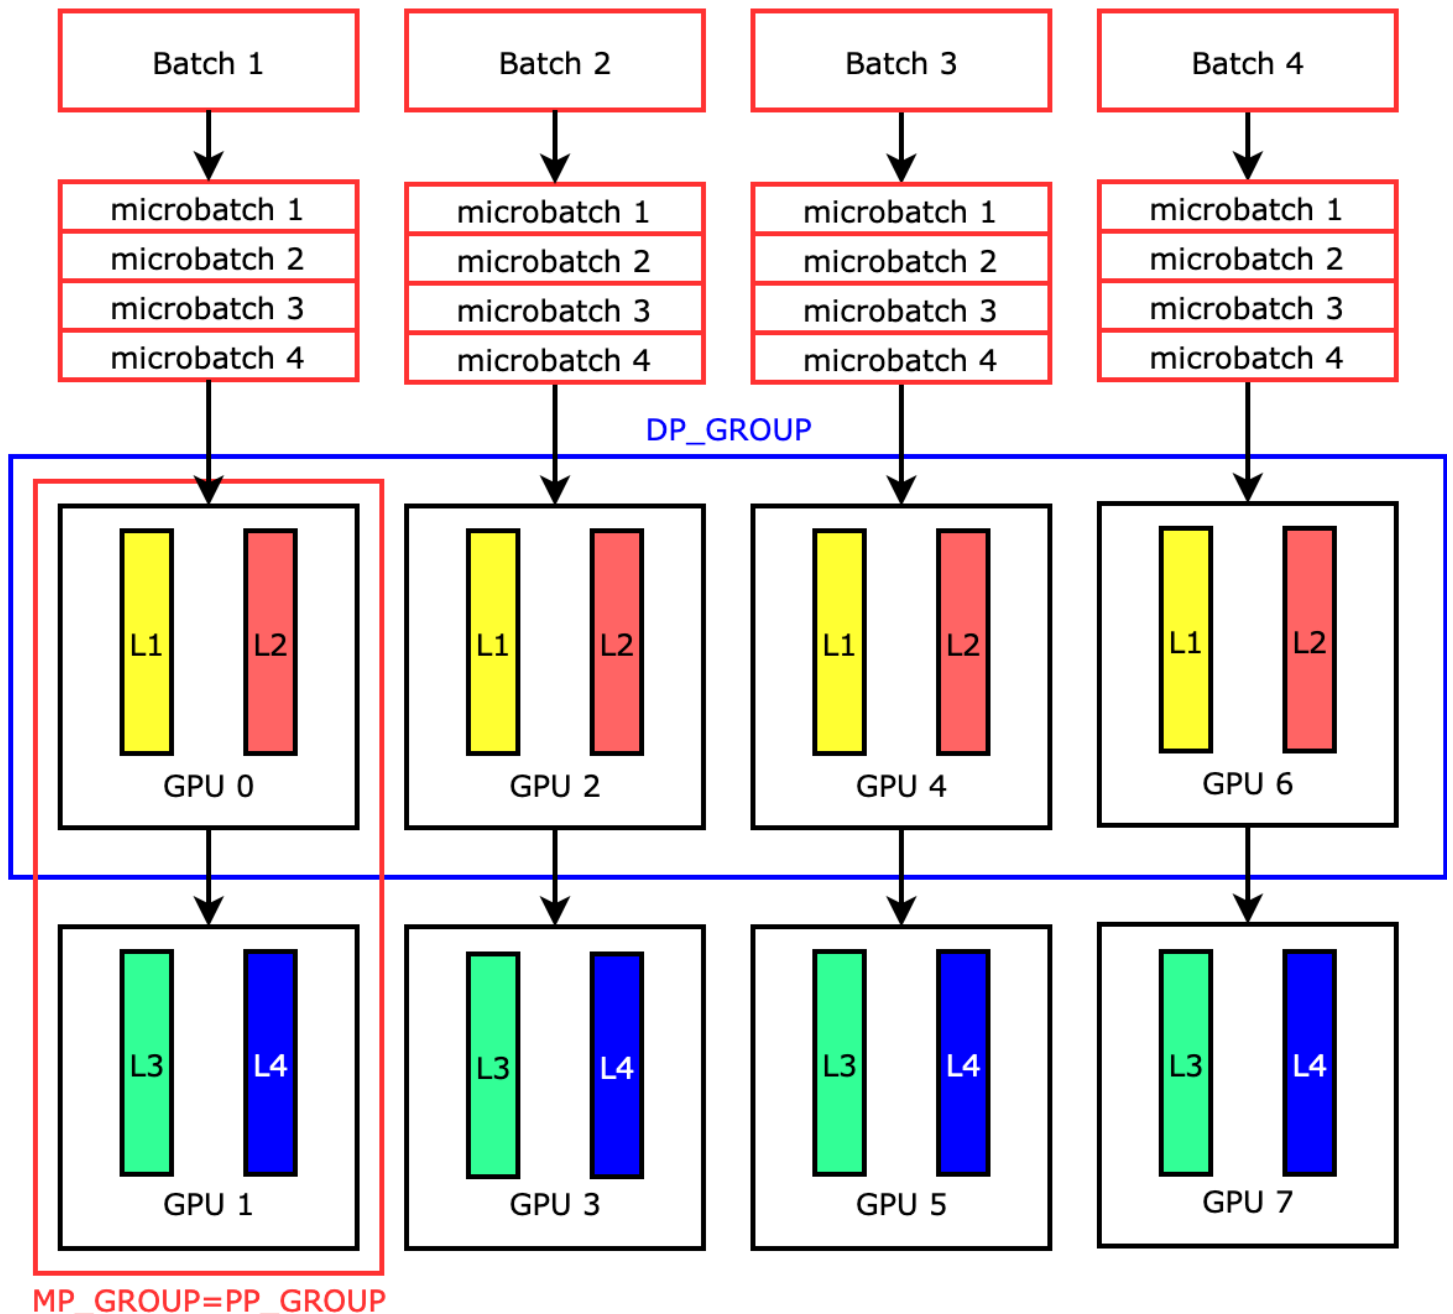 Batch 1
Batch 2
Batch 3
Batch 4
microbatch 1
microbatch 2
microbatch 3
microbatch 4
microbatch 1
microbatch 2
microbatch 3
microbatch 4
microbatch 1
microbatch 2
microbatch 3
microbatch 4
microbatch 1
microbatch 2
microbatch 3
microbatch 4
DP_GROUP
L1 L2
GPU 0
L1 L2
GPU 2
L1 L2
GPU 4
L1 L2
GPU 6
L3 L4
GPU 1
L3 L4
GPU 3
L3 L4
GPU 5
L3 L4
GPU 7
MP_GROUP=PP_GROUP